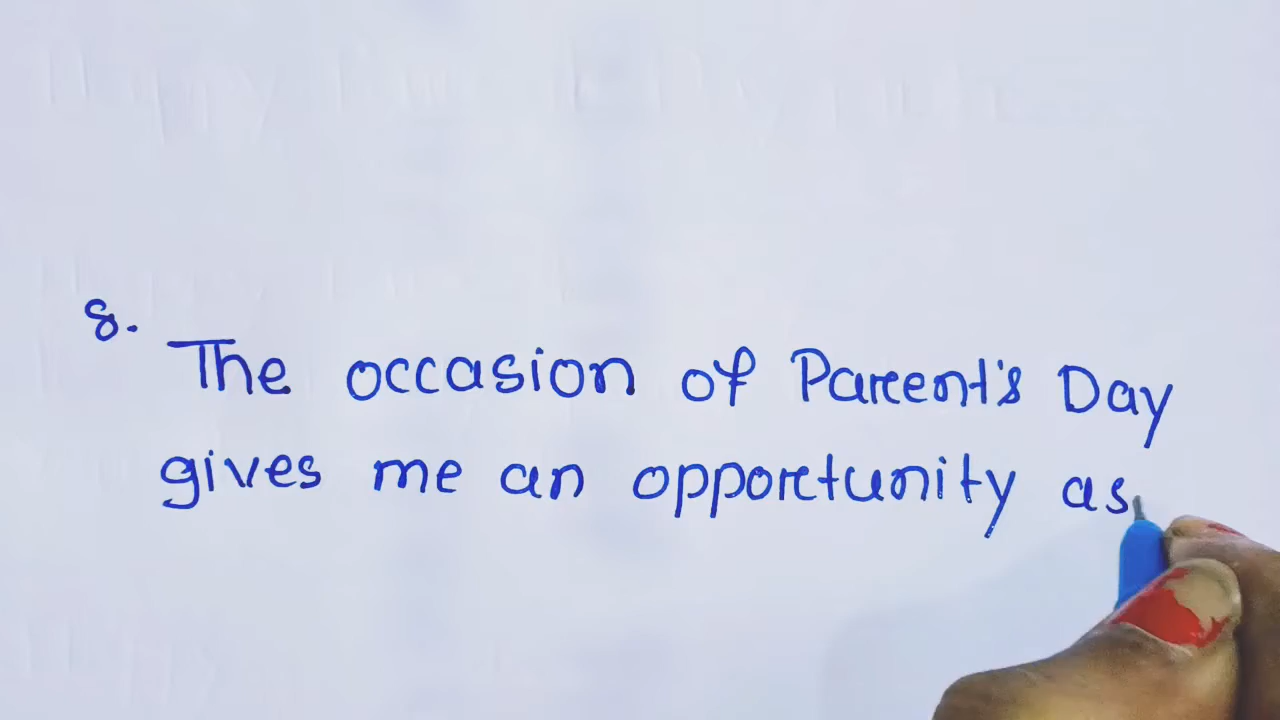 8.
The occasion of Parent's Day
gives me an opportunity as